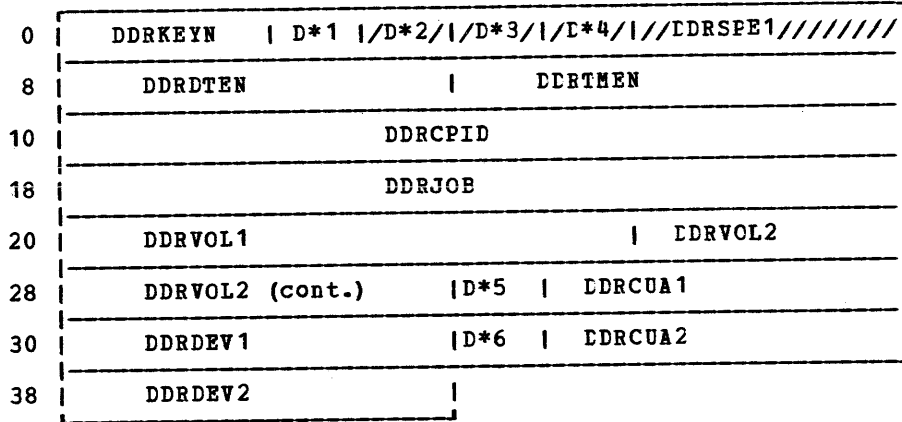 0 | DDRKEYN | D*1 |/D*2/|/D*3/|/D*4/|//DDRSPE1////////
8 | DDRDTEN | DDRTMEN
10 | DDRCPID
18 | DDRJOB
20 | DDRVOL1 | DDRVOL2
28 | DDRVOL2 (cont.) |D*5 | DDRCUA1
30 | DDRDEV1 |D*6 | DDRCUA2
38 | DDRDEV2 |